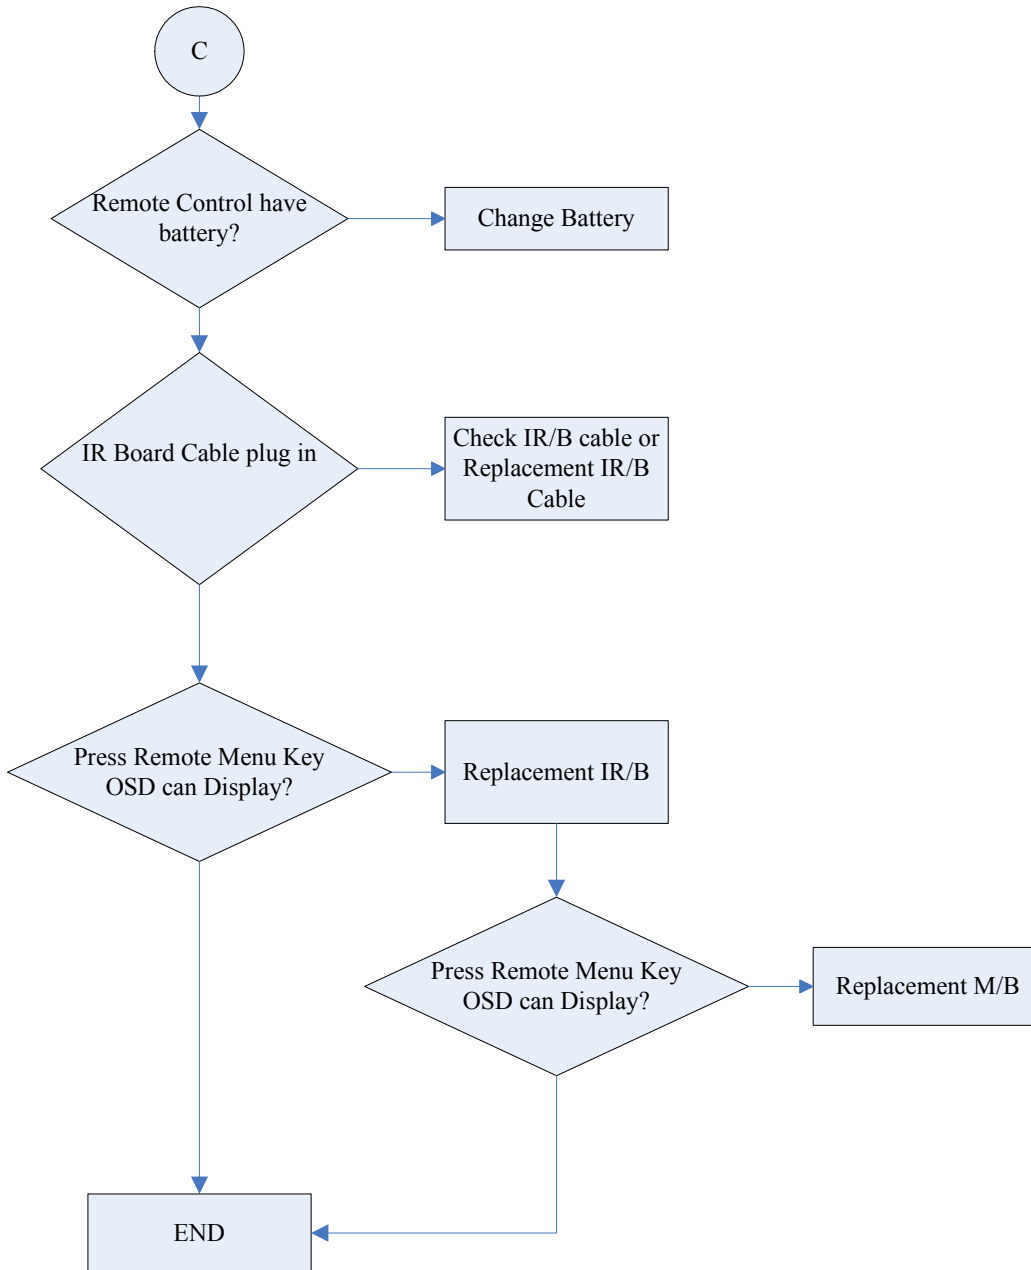 C
Remote Control have
battery?
Change Battery
IR Board Cable plug in
Check IR/B cable or
Replacement IR/B
Cable
Press Remote Menu Key
OSD can Display?
Replacement IR/B
Press Remote Menu Key
OSD can Display?
Replacement M/B
END